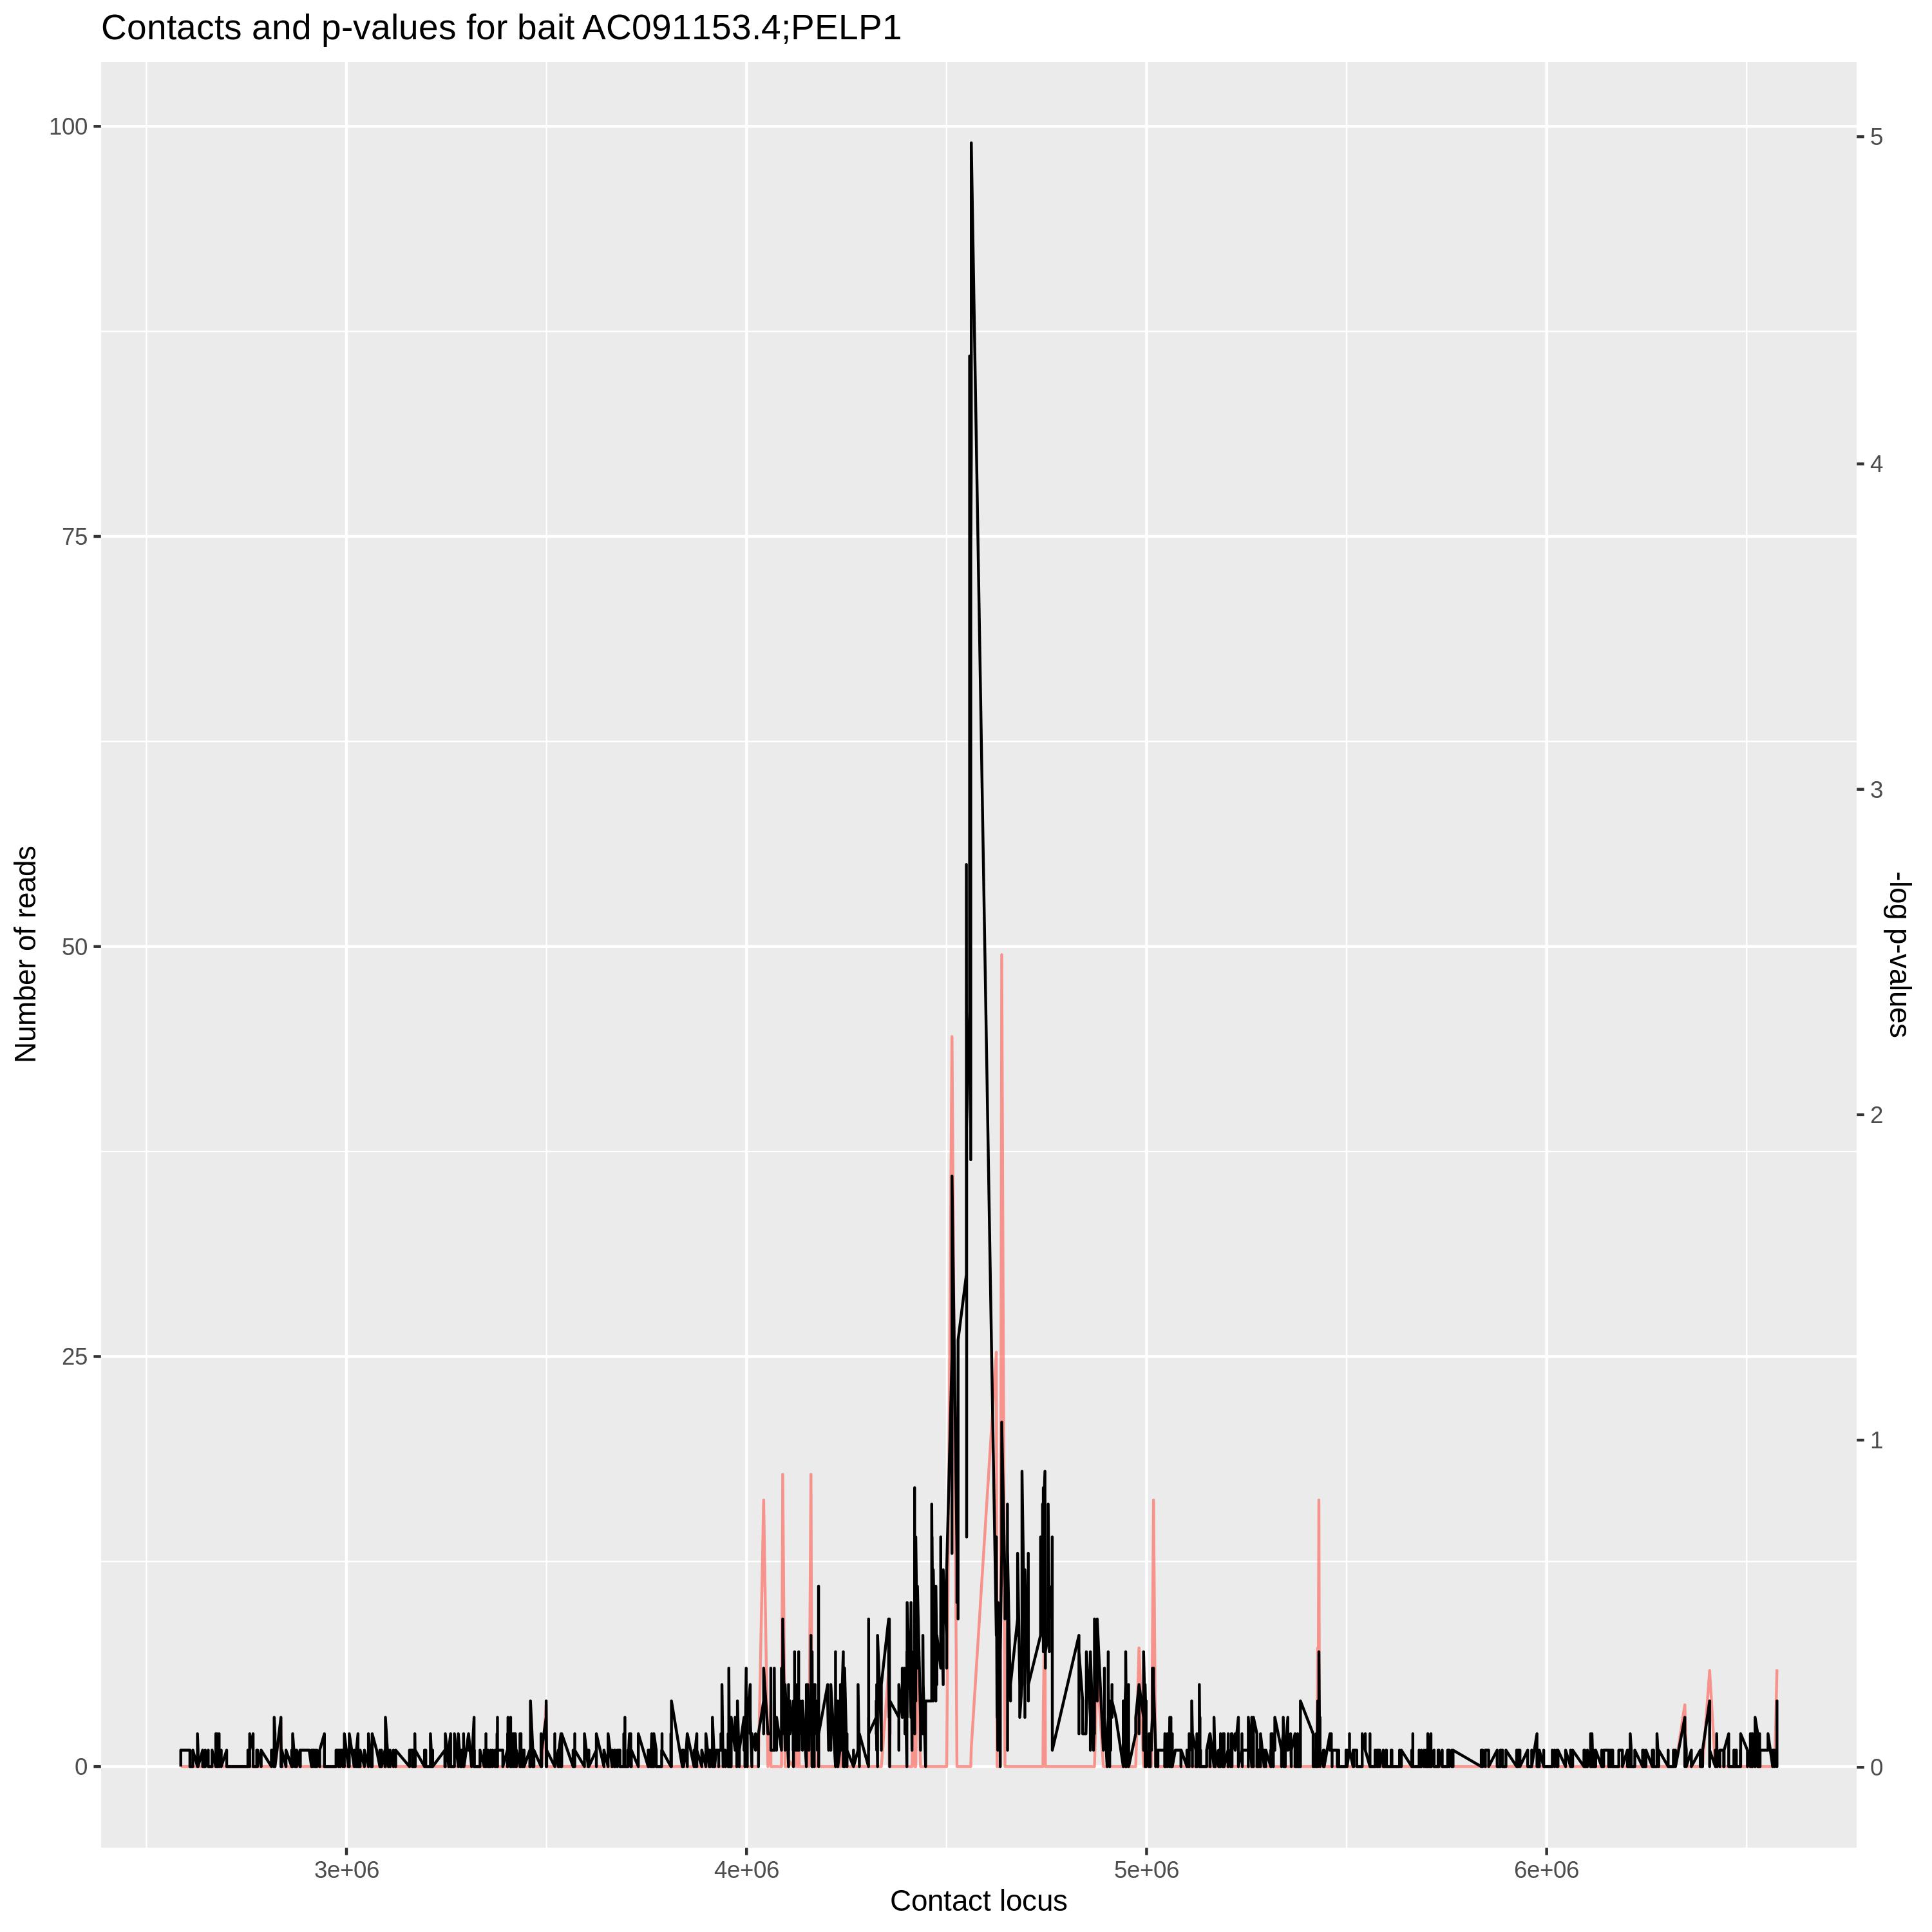 Contacts and p-values for bait AC091153.4;PELP1
100
75
50
25
0
Number of reads
5
4
3
2
1
0
-log p-values
3e+06
4e+06
5e+06
6e+06
Contact locus